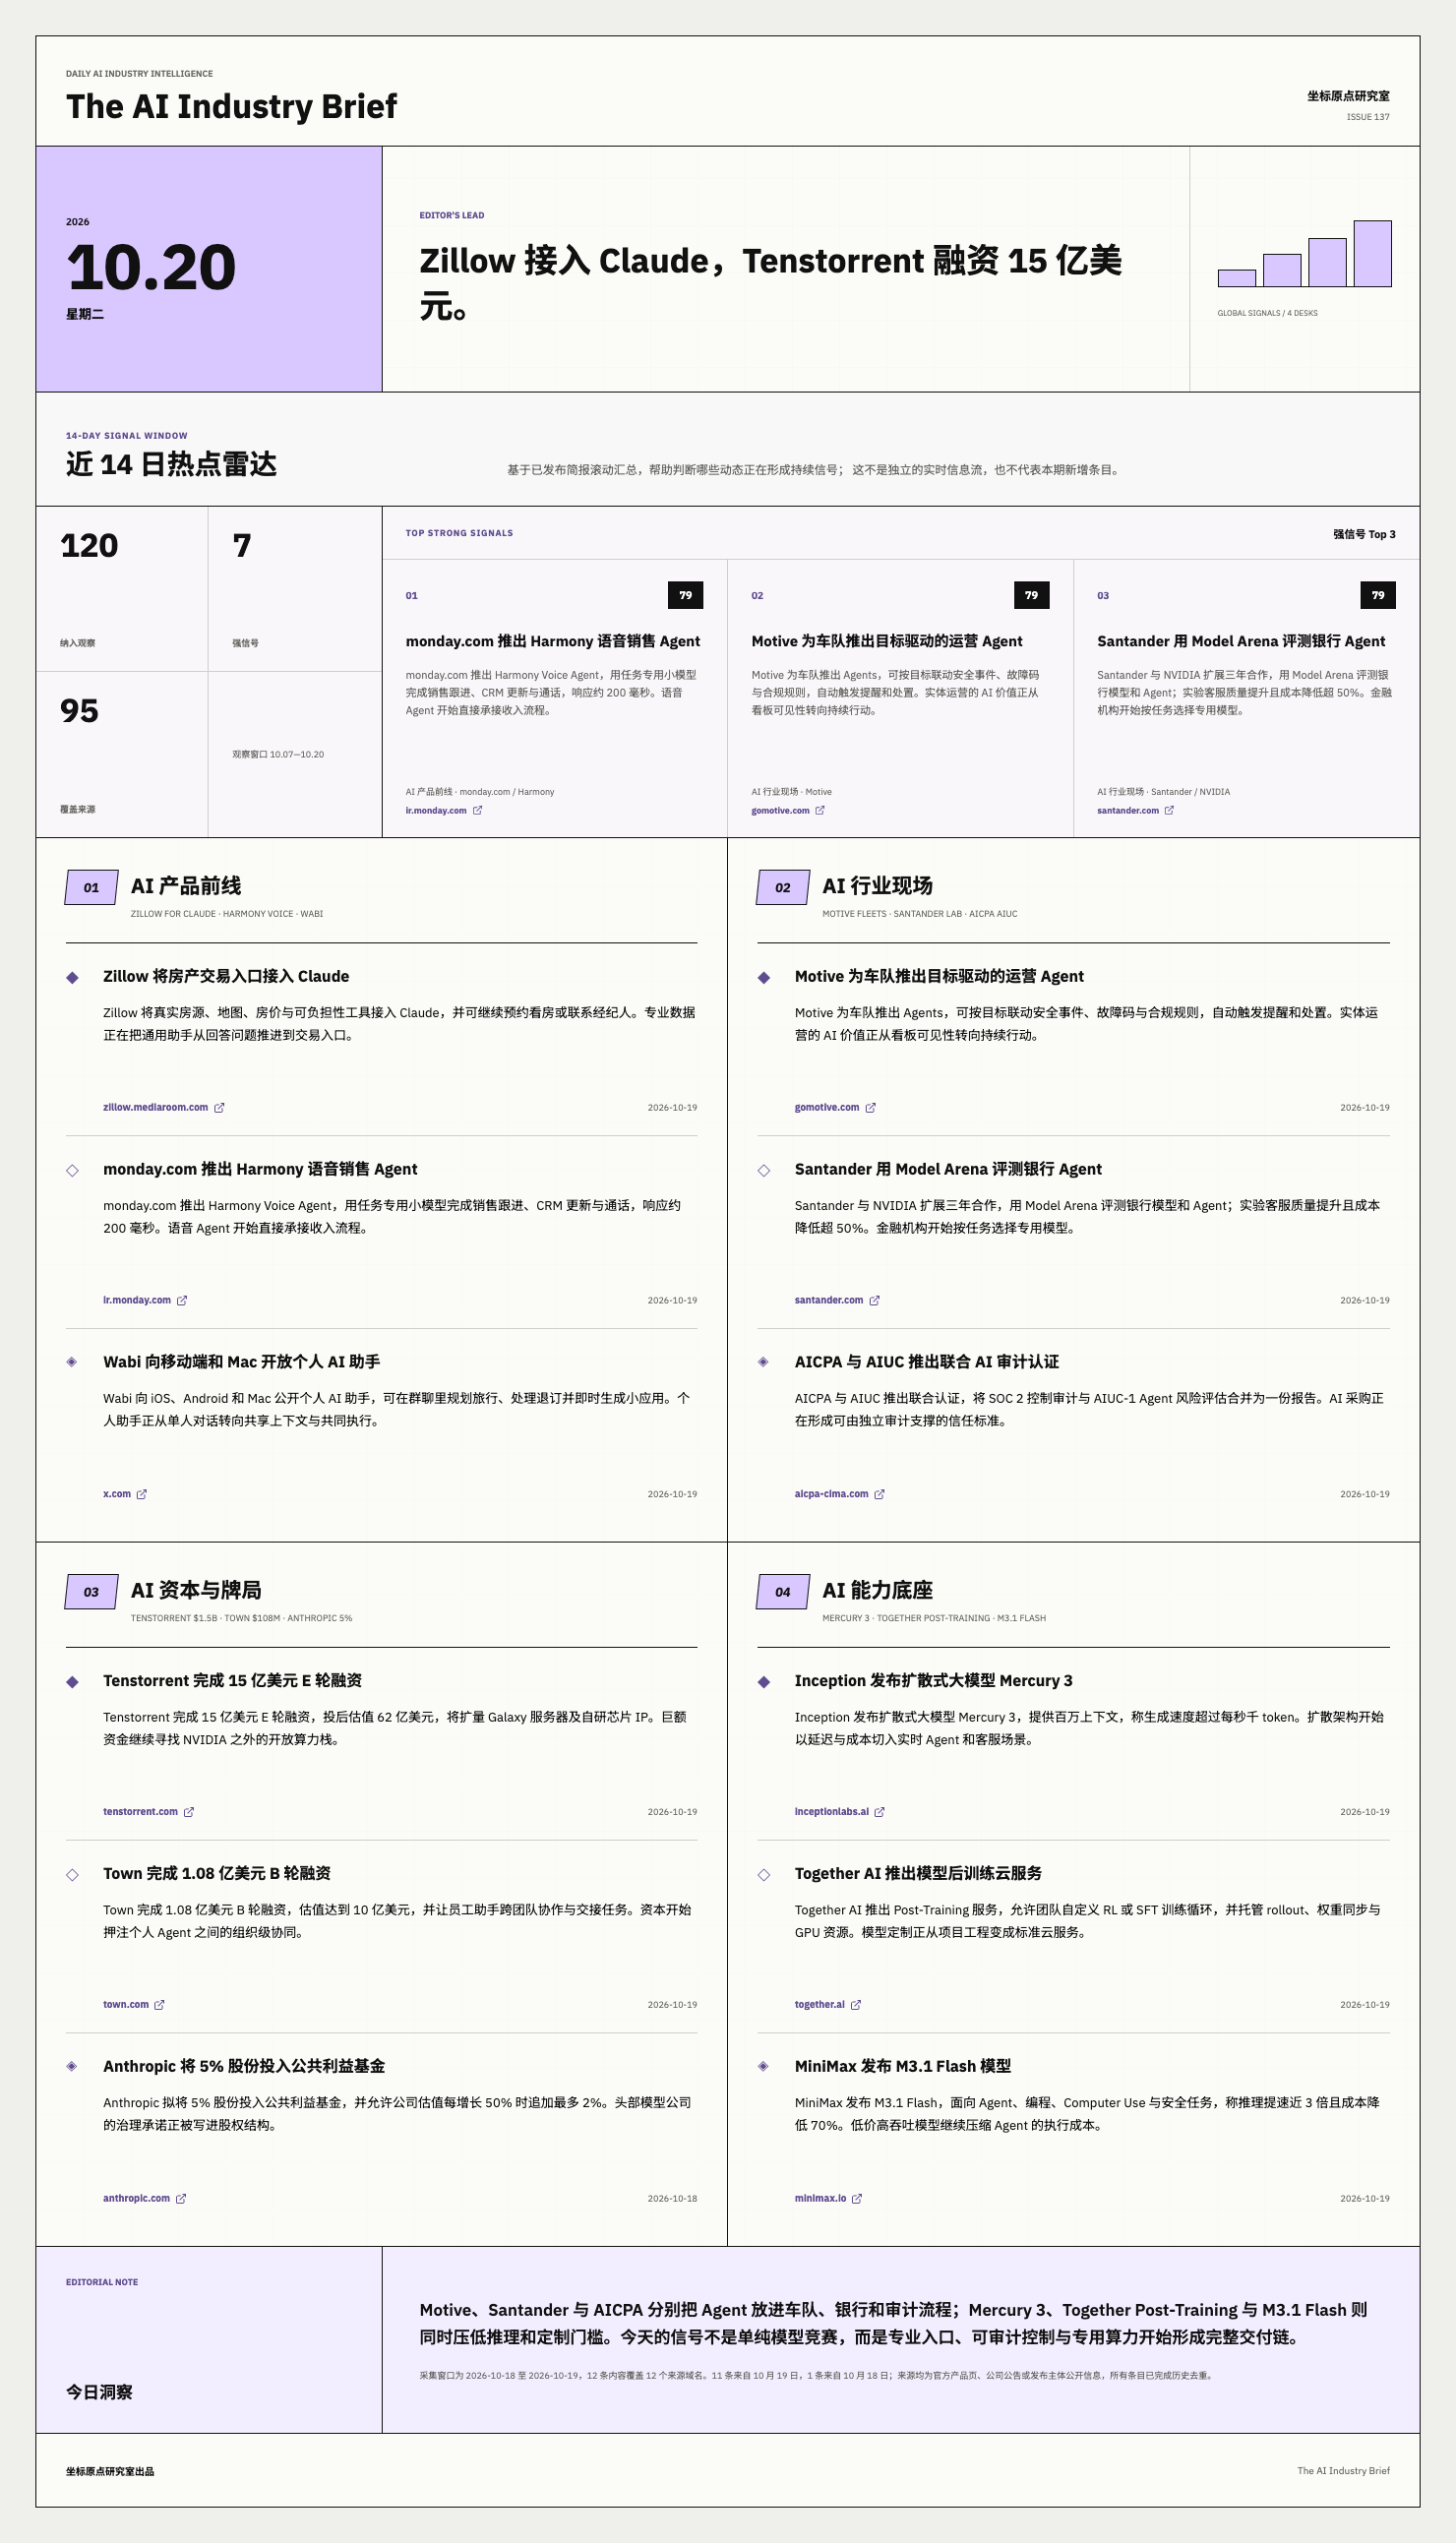 DAILY AI INDUSTRY INTELLIGENCE
The AI Industry Brief
坐标原点研究室
ISSUE 137
2026
10.20
星期二
EDITOR'S LEAD
Zillow 接入 Claude，Tenstorrent 融资 15 亿美
元。
GLOBAL SIGNALS / 4 DESKS
14-DAY SIGNAL WINDOW
近 14 日热点雷达
基于已发布简报滚动汇总，帮助判断哪些动态正在形成持续信号； 这不是独立的实时信息流，也不代表本期新增条目。
120
纳入观察
7
强信号
95
覆盖来源
观察窗口 10.07—10.20
TOP STRONG SIGNALS
强信号 Top 3
01
79
monday.com 推出 Harmony 语音销售 Agent
monday.com 推出 Harmony Voice Agent，用任务专用小模型
完成销售跟进、CRM 更新与通话，响应约 200 毫秒。语音
Agent 开始直接承接收入流程。
AI 产品前线 · monday.com / Harmony
ir.monday.com
02
79
Motive 为车队推出目标驱动的运营 Agent
Motive 为车队推出 Agents，可按目标联动安全事件、故障码
与合规规则，自动触发提醒和处置。实体运营的 AI 价值正从
看板可见性转向持续行动。
AI 行业现场 · Motive
gomotive.com
03
79
Santander 用 Model Arena 评测银行 Agent
Santander 与 NVIDIA 扩展三年合作，用 Model Arena 评测银
行模型和 Agent；实验客服质量提升且成本降低超 50%。金融
机构开始按任务选择专用模型。
AI 行业现场 · Santander / NVIDIA
santander.com
01
AI 产品前线
ZILLOW FOR CLAUDE · HARMONY VOICE · WABI
Zillow 将房产交易入口接入 Claude
Zillow 将真实房源、地图、房价与可负担性工具接入 Claude，并可继续预约看房或联系经纪人。专业数据
正在把通用助手从回答问题推进到交易入口。
zillow.mediaroom.com
2026-10-19
monday.com 推出 Harmony 语音销售 Agent
monday.com 推出 Harmony Voice Agent，用任务专用小模型完成销售跟进、CRM 更新与通话，响应约
200 毫秒。语音 Agent 开始直接承接收入流程。
ir.monday.com
2026-10-19
Wabi 向移动端和 Mac 开放个人 AI 助手
Wabi 向 iOS、Android 和 Mac 公开个人 AI 助手，可在群聊里规划旅行、处理退订并即时生成小应用。个
人助手正从单人对话转向共享上下文与共同执行。
x.com
2026-10-19
02
AI 行业现场
MOTIVE FLEETS · SANTANDER LAB · AICPA AIUC
Motive 为车队推出目标驱动的运营 Agent
Motive 为车队推出 Agents，可按目标联动安全事件、故障码与合规规则，自动触发提醒和处置。实体运
营的 AI 价值正从看板可见性转向持续行动。
gomotive.com
2026-10-19
Santander 用 Model Arena 评测银行 Agent
Santander 与 NVIDIA 扩展三年合作，用 Model Arena 评测银行模型和 Agent；实验客服质量提升且成本
降低超 50%。金融机构开始按任务选择专用模型。
santander.com
2026-10-19
AICPA 与 AIUC 推出联合 AI 审计认证
AICPA 与 AIUC 推出联合认证，将 SOC 2 控制审计与 AIUC-1 Agent 风险评估合并为一份报告。AI 采购正
在形成可由独立审计支撑的信任标准。
aicpa-cima.com
2026-10-19
03
AI 资本与牌局
TENSTORRENT $1.5B · TOWN $108M · ANTHROPIC 5%
Tenstorrent 完成 15 亿美元 E 轮融资
Tenstorrent 完成 15 亿美元 E 轮融资，投后估值 62 亿美元，将扩量 Galaxy 服务器及自研芯片 IP。巨额
资金继续寻找 NVIDIA 之外的开放算力栈。
tenstorrent.com
2026-10-19
Town 完成 1.08 亿美元 B 轮融资
Town 完成 1.08 亿美元 B 轮融资，估值达到 10 亿美元，并让员工助手跨团队协作与交接任务。资本开始
押注个人 Agent 之间的组织级协同。
town.com
2026-10-19
Anthropic 将 5% 股份投入公共利益基金
Anthropic 拟将 5% 股份投入公共利益基金，并允许公司估值每增长 50% 时追加最多 2%。头部模型公司
的治理承诺正被写进股权结构。
anthropic.com
2026-10-18
04
AI 能力底座
MERCURY 3 · TOGETHER POST-TRAINING · M3.1 FLASH
Inception 发布扩散式大模型 Mercury 3
Inception 发布扩散式大模型 Mercury 3，提供百万上下文，称生成速度超过每秒千 token。扩散架构开始
以延迟与成本切入实时 Agent 和客服场景。
inceptionlabs.ai
2026-10-19
Together AI 推出模型后训练云服务
Together AI 推出 Post-Training 服务，允许团队自定义 RL 或 SFT 训练循环，并托管 rollout、权重同步与
GPU 资源。模型定制正从项目工程变成标准云服务。
together.ai
2026-10-19
MiniMax 发布 M3.1 Flash 模型
MiniMax 发布 M3.1 Flash，面向 Agent、编程、Computer Use 与安全任务，称推理提速近 3 倍且成本降
低 70%。低价高吞吐模型继续压缩 Agent 的执行成本。
minimax.io
2026-10-19
EDITORIAL NOTE
今日洞察
Motive、Santander 与 AICPA 分别把 Agent 放进车队、银行和审计流程；Mercury 3、Together Post-Training 与 M3.1 Flash 则
同时压低推理和定制门槛。今天的信号不是单纯模型竞赛，而是专业入口、可审计控制与专用算力开始形成完整交付链。
采集窗口为 2026-10-18 至 2026-10-19，12 条内容覆盖 12 个来源域名。11 条来自 10 月 19 日，1 条来自 10 月 18 日；来源均为官方产品页、公司公告或发布主体公开信息，所有条目已完成历史去重。
坐标原点研究室出品
The AI Industry Brief